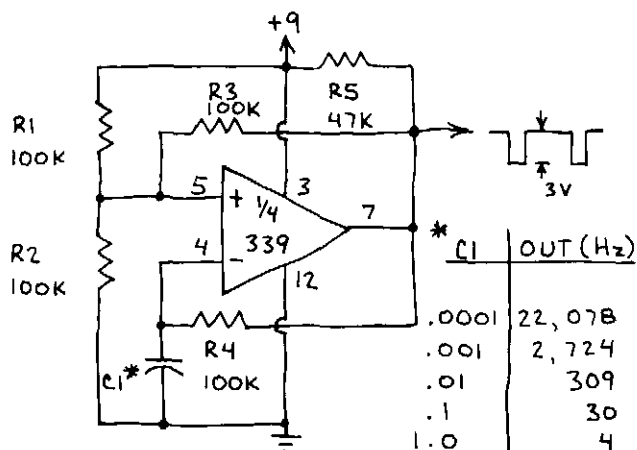 +9
R5
47K
R3
100K
R1
100K
5
+
1/4
3
7
339
4
-
12
R2
100K
R4
100K
C1*
3V
*
C1 OUT (Hz)
.0001 22,078
.001 2,724
.01 309
.1 30
1.0 4